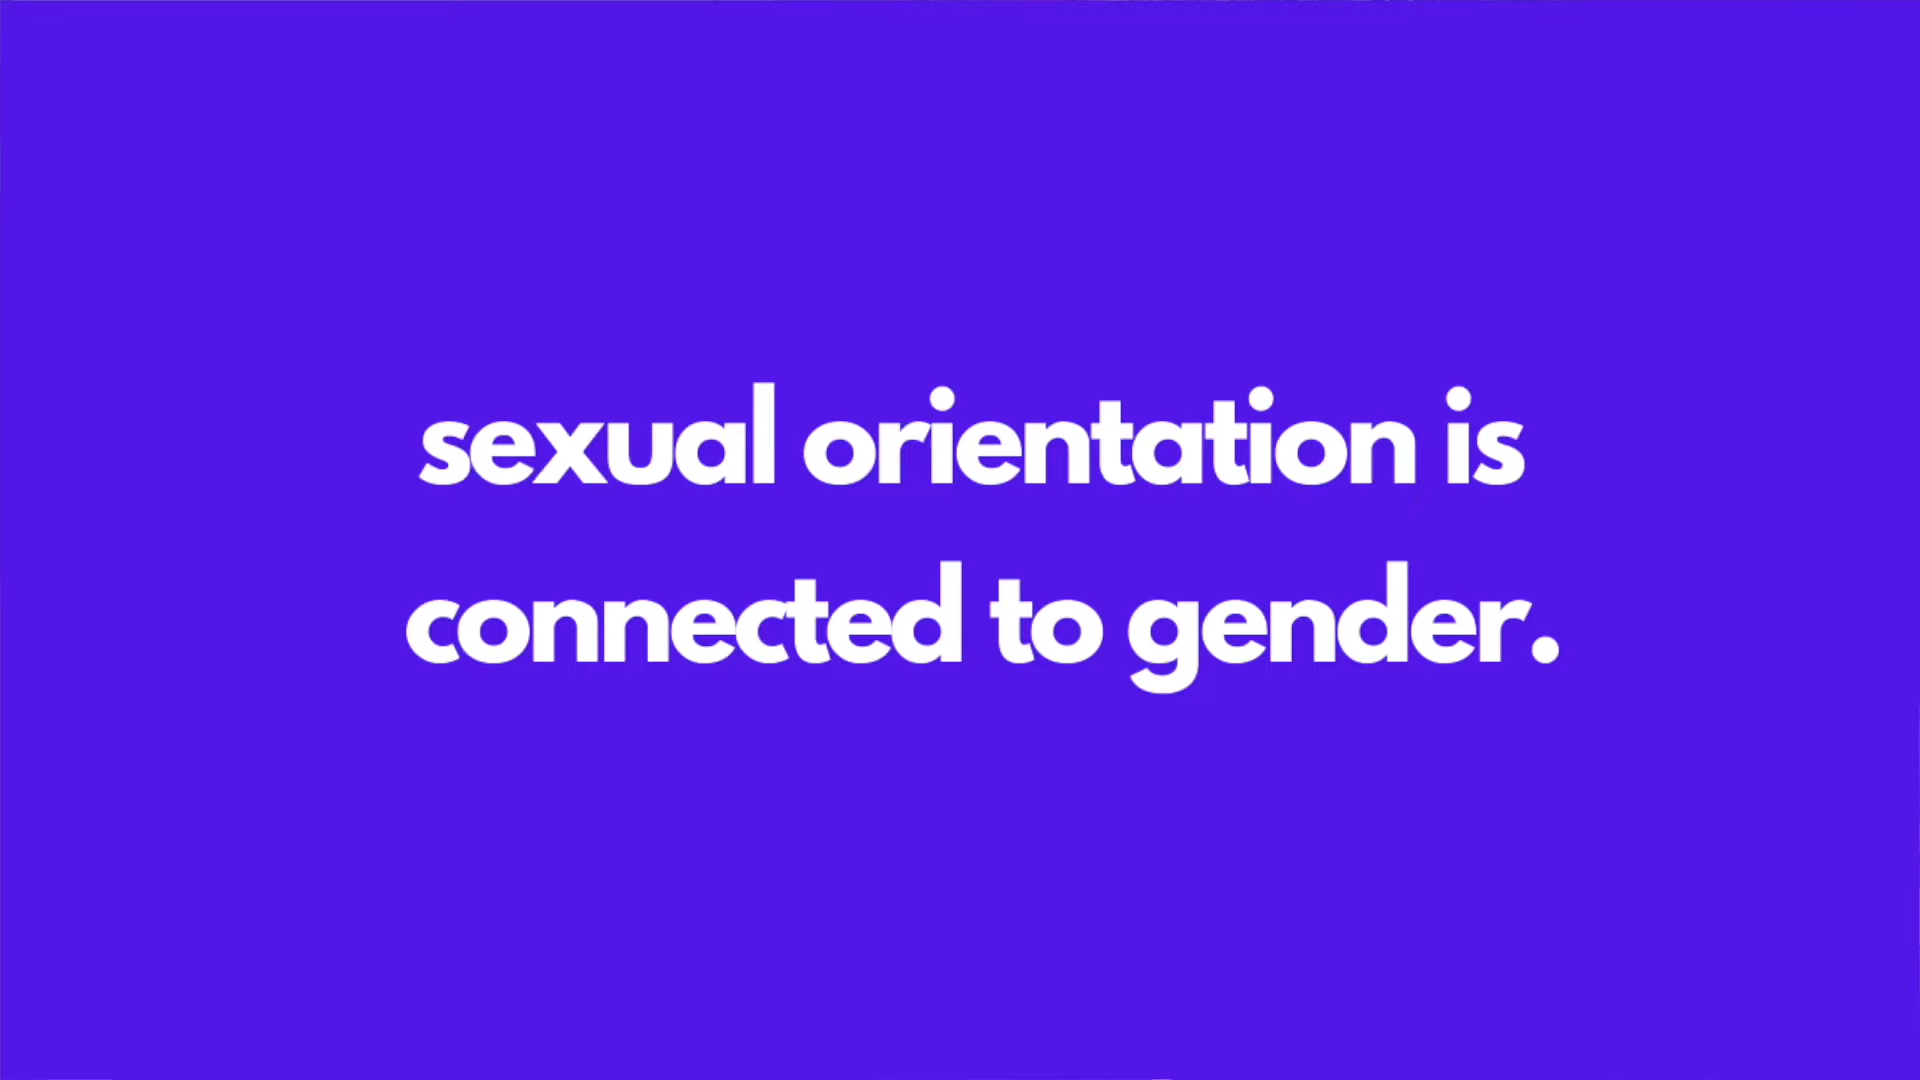 sexual orientation is
connected to gender.